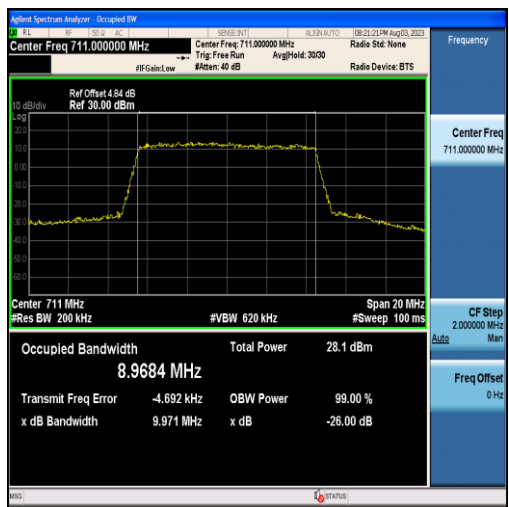 Agilent Spectrum Analyzer - Occupied BW
RL RF 50 Ω AC SENSE:INT ALIGN AUTO 08:21:21 PM Aug 03, 2023
Center Freq 711.000000 MHz
Center Freq: 711.000000 MHz
Radio Std: None
Trig: Free Run Avg|Hold: 30/30
#IFGain:Low #Atten: 40 dB Radio Device: BTS
Frequency
Ref Offset 4.84 dB
10 dB/div Ref 30.00 dBm
Log
20.0
10.0
0.00
-10.0
-20.0
-30.0
-40.0
-50.0
-60.0
Center 711 MHz Span 20 MHz
#Res BW 200 kHz #VBW 620 kHz #Sweep 100 ms
Center Freq
711.000000 MHz
CF Step
2.000000 MHz
Auto Man
Freq Offset
0 Hz
Occupied Bandwidth Total Power 28.1 dBm
8.9684 MHz
Transmit Freq Error -4.692 kHz OBW Power 99.00 %
x dB Bandwidth 9.971 MHz x dB -26.00 dB
MSG STATUS